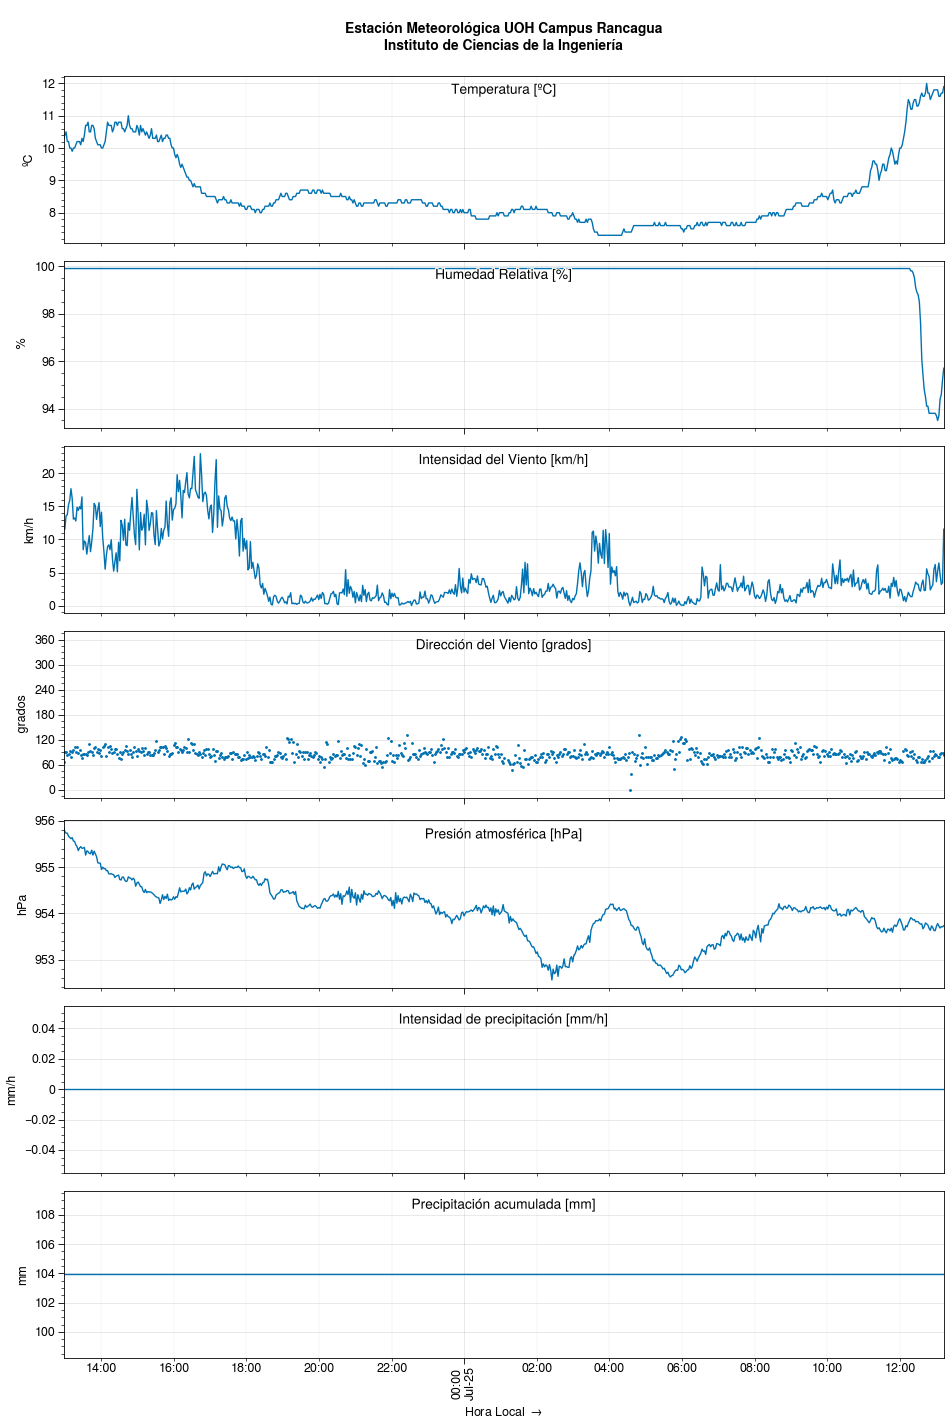 Estación Meteorológica UOH Campus Rancagua
Instituto de Ciencias de la Ingeniería
Temperatura [ºC]
12
11
10
9
8
ºC
Humedad Relativa [%]
100
98
96
94
%
Intensidad del Viento [km/h]
20
15
10
5
0
km/h
Dirección del Viento [grados]
360
300
240
180
120
60
0
grados
Presión atmosférica [hPa]
956
955
954
953
hPa
Intensidad de precipitación [mm/h]
0.04
0.02
0
−0.02
−0.04
mm/h
Precipitación acumulada [mm]
108
106
104
102
100
mm
14:00 16:00 18:00 20:00 22:00 00:00 02:00 04:00 06:00 08:00 10:00 12:00
Jul-25
Hora Local →